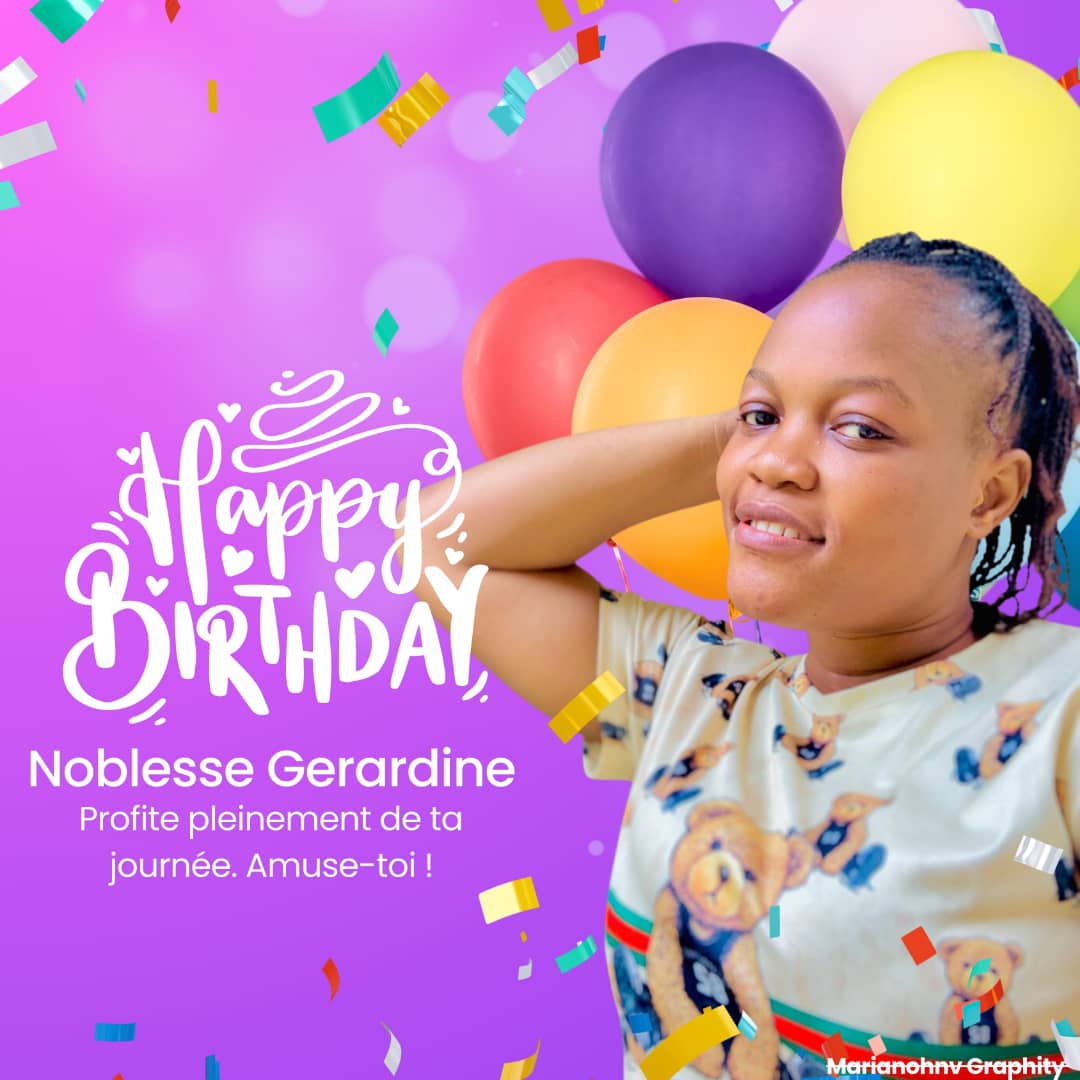 Happy
BIRTHDAY
Noblesse Gerardine
Profite pleinement de ta
journée. Amuse-toi !
Marianohnv Graphity